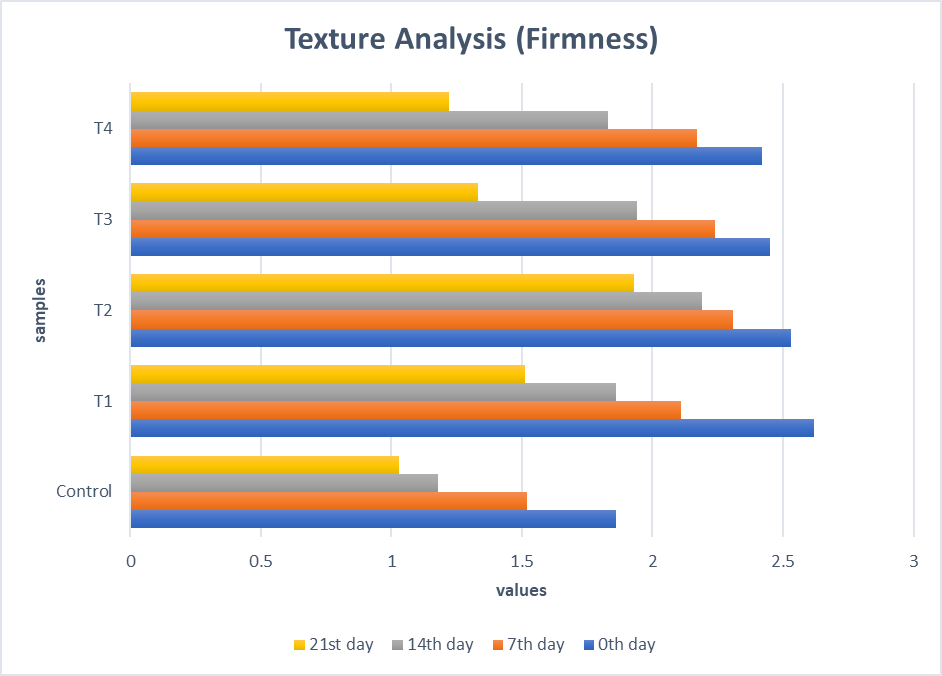 Texture Analysis (Firmness)
T4
T3
T2
T1
Control
samples
0 0.5 1 1.5 2 2.5 3
values
21st day 14th day 7th day 0th day